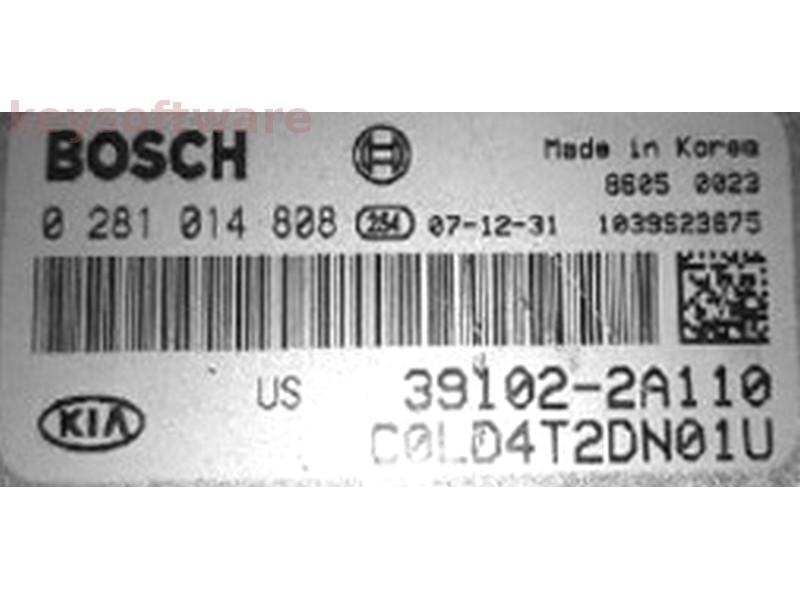 keysoftware
BOSCH
Made in Korea
8605 0023
0 281 014 808 284 07-12-31 1039S23675
US 39102-2A110
KIA C0LD4T2DN01U